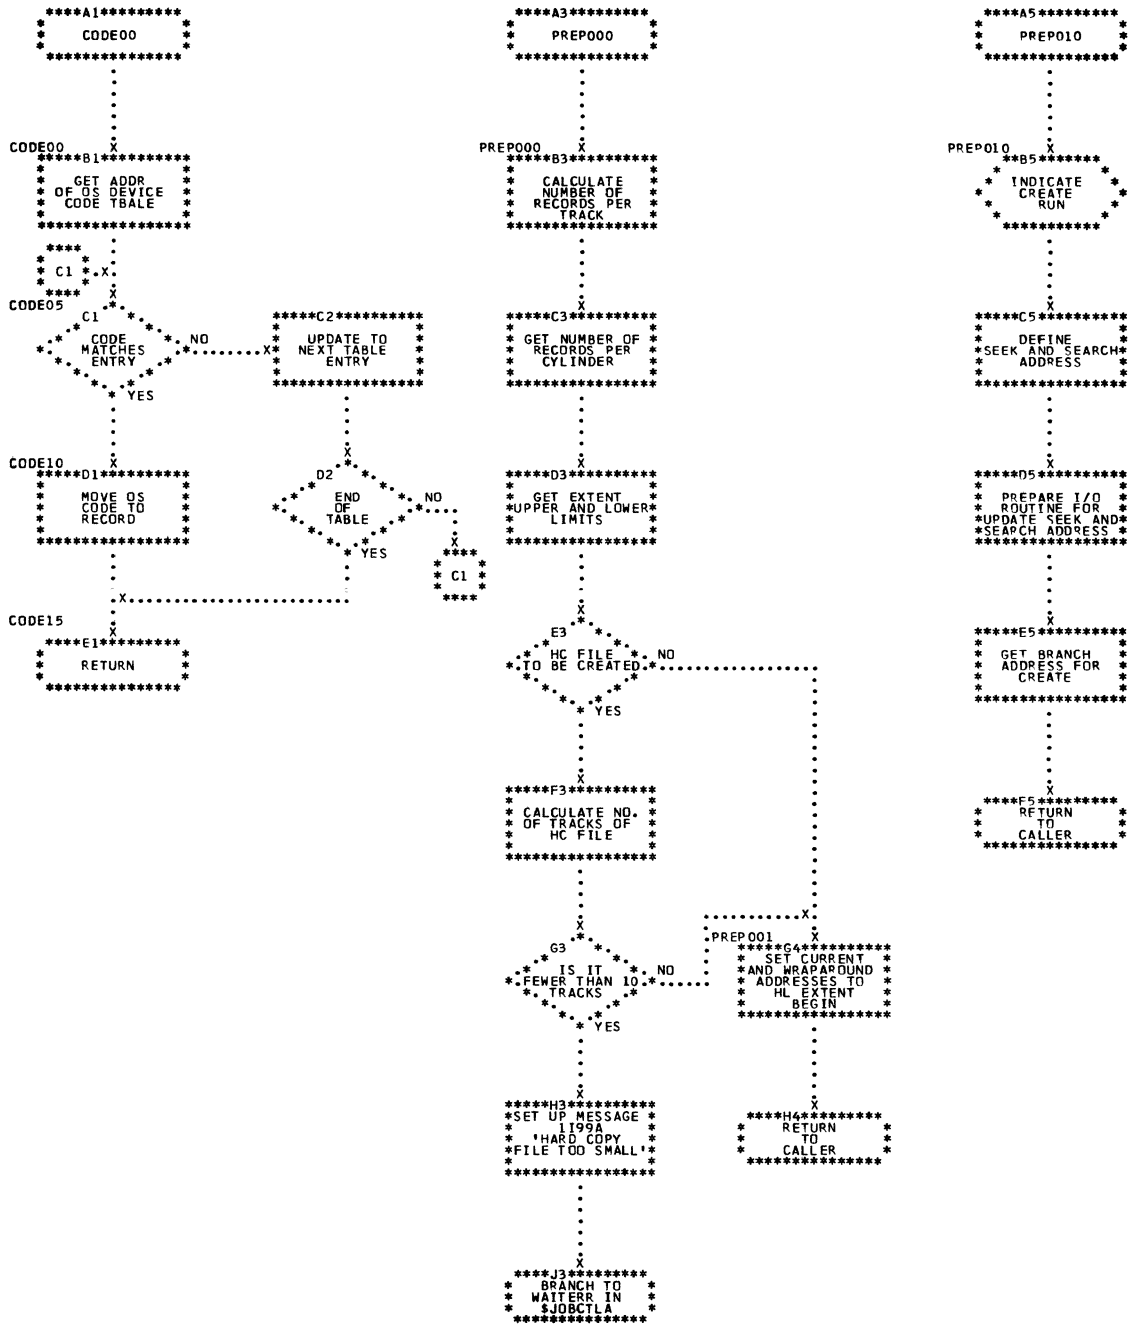 A1
CODE00
CODE00
B1
GET ADDR
OF OS DEVICE
CODE TBALE
C1
CODE05
C1
CODE
MATCHES
ENTRY
NO
YES
C2
UPDATE TO
NEXT TABLE
ENTRY
CODE10
D1
MOVE OS
CODE TO
RECORD
D2
END
OF
TABLE
NO
YES
C1
CODE15
E1
RETURN
A3
PREP000
PREP000
B3
CALCULATE
NUMBER OF
RECORDS PER
TRACK
C3
GET NUMBER OF
RECORDS PER
CYLINDER
D3
GET EXTENT
UPPER AND LOWER
LIMITS
E3
HC FILE
TO BE CREATED
NO
YES
F3
CALCULATE NO.
OF TRACKS OF
HC FILE
G3
IS IT
FEWER THAN 10
TRACKS
NO
YES
PREP001
G4
SET CURRENT
AND WRAPAROUND
ADDRESSES TO
HL EXTENT
BEGIN
H3
SET UP MESSAGE
1I99A
'HARD COPY
FILE TOO SMALL'
H4
RETURN
TO
CALLER
J3
BRANCH TO
WAITERR IN
$JOBCTLA
A5
PREP010
PREP010
B5
INDICATE
CREATE
RUN
C5
DEFINE
SEEK AND SEARCH
ADDRESS
D5
PREPARE I/O
ROUTINE FOR
UPDATE SEEK AND
SEARCH ADDRESS
E5
GET BRANCH
ADDRESS FOR
CREATE
F5
RETURN
TO
CALLER